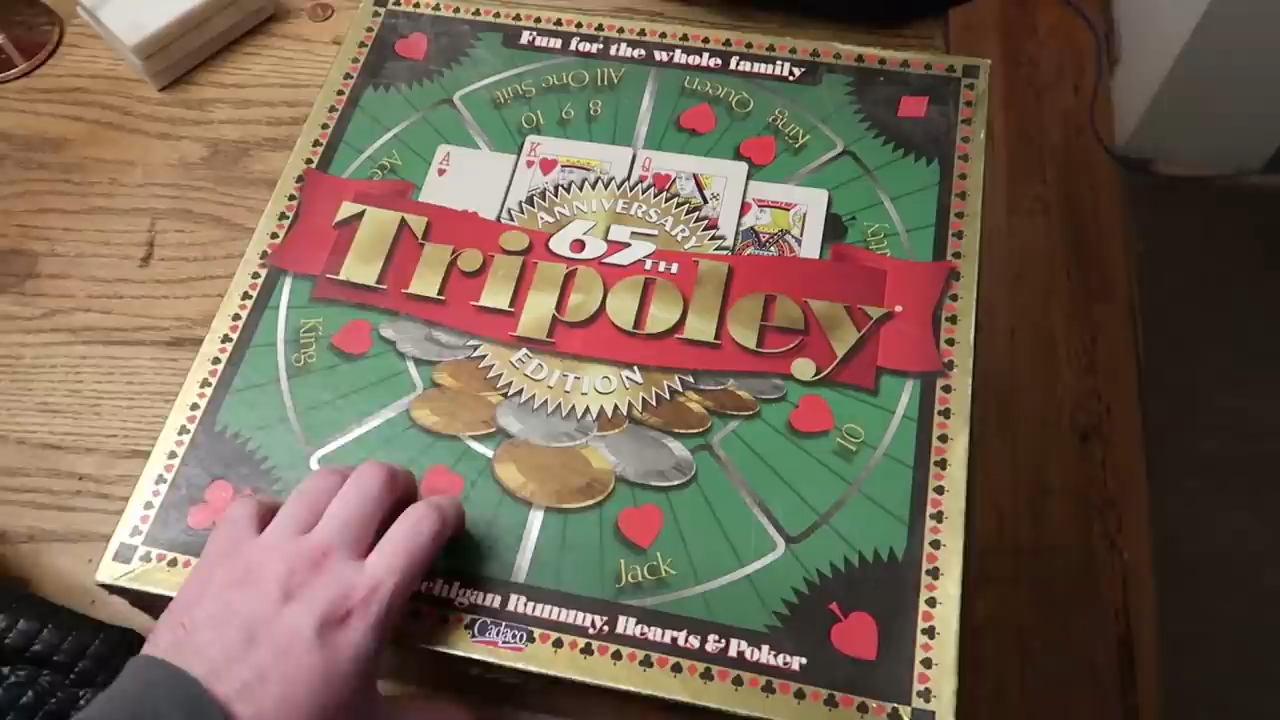 Fun for the whole family
All One Suit
8 9 10
Queen
King
Ace
A
K
Q
ANNIVERSARY
65TH
Tripoley
EDITION
King
10
Jack
Rummy, Hearts & Poker
Cadaco